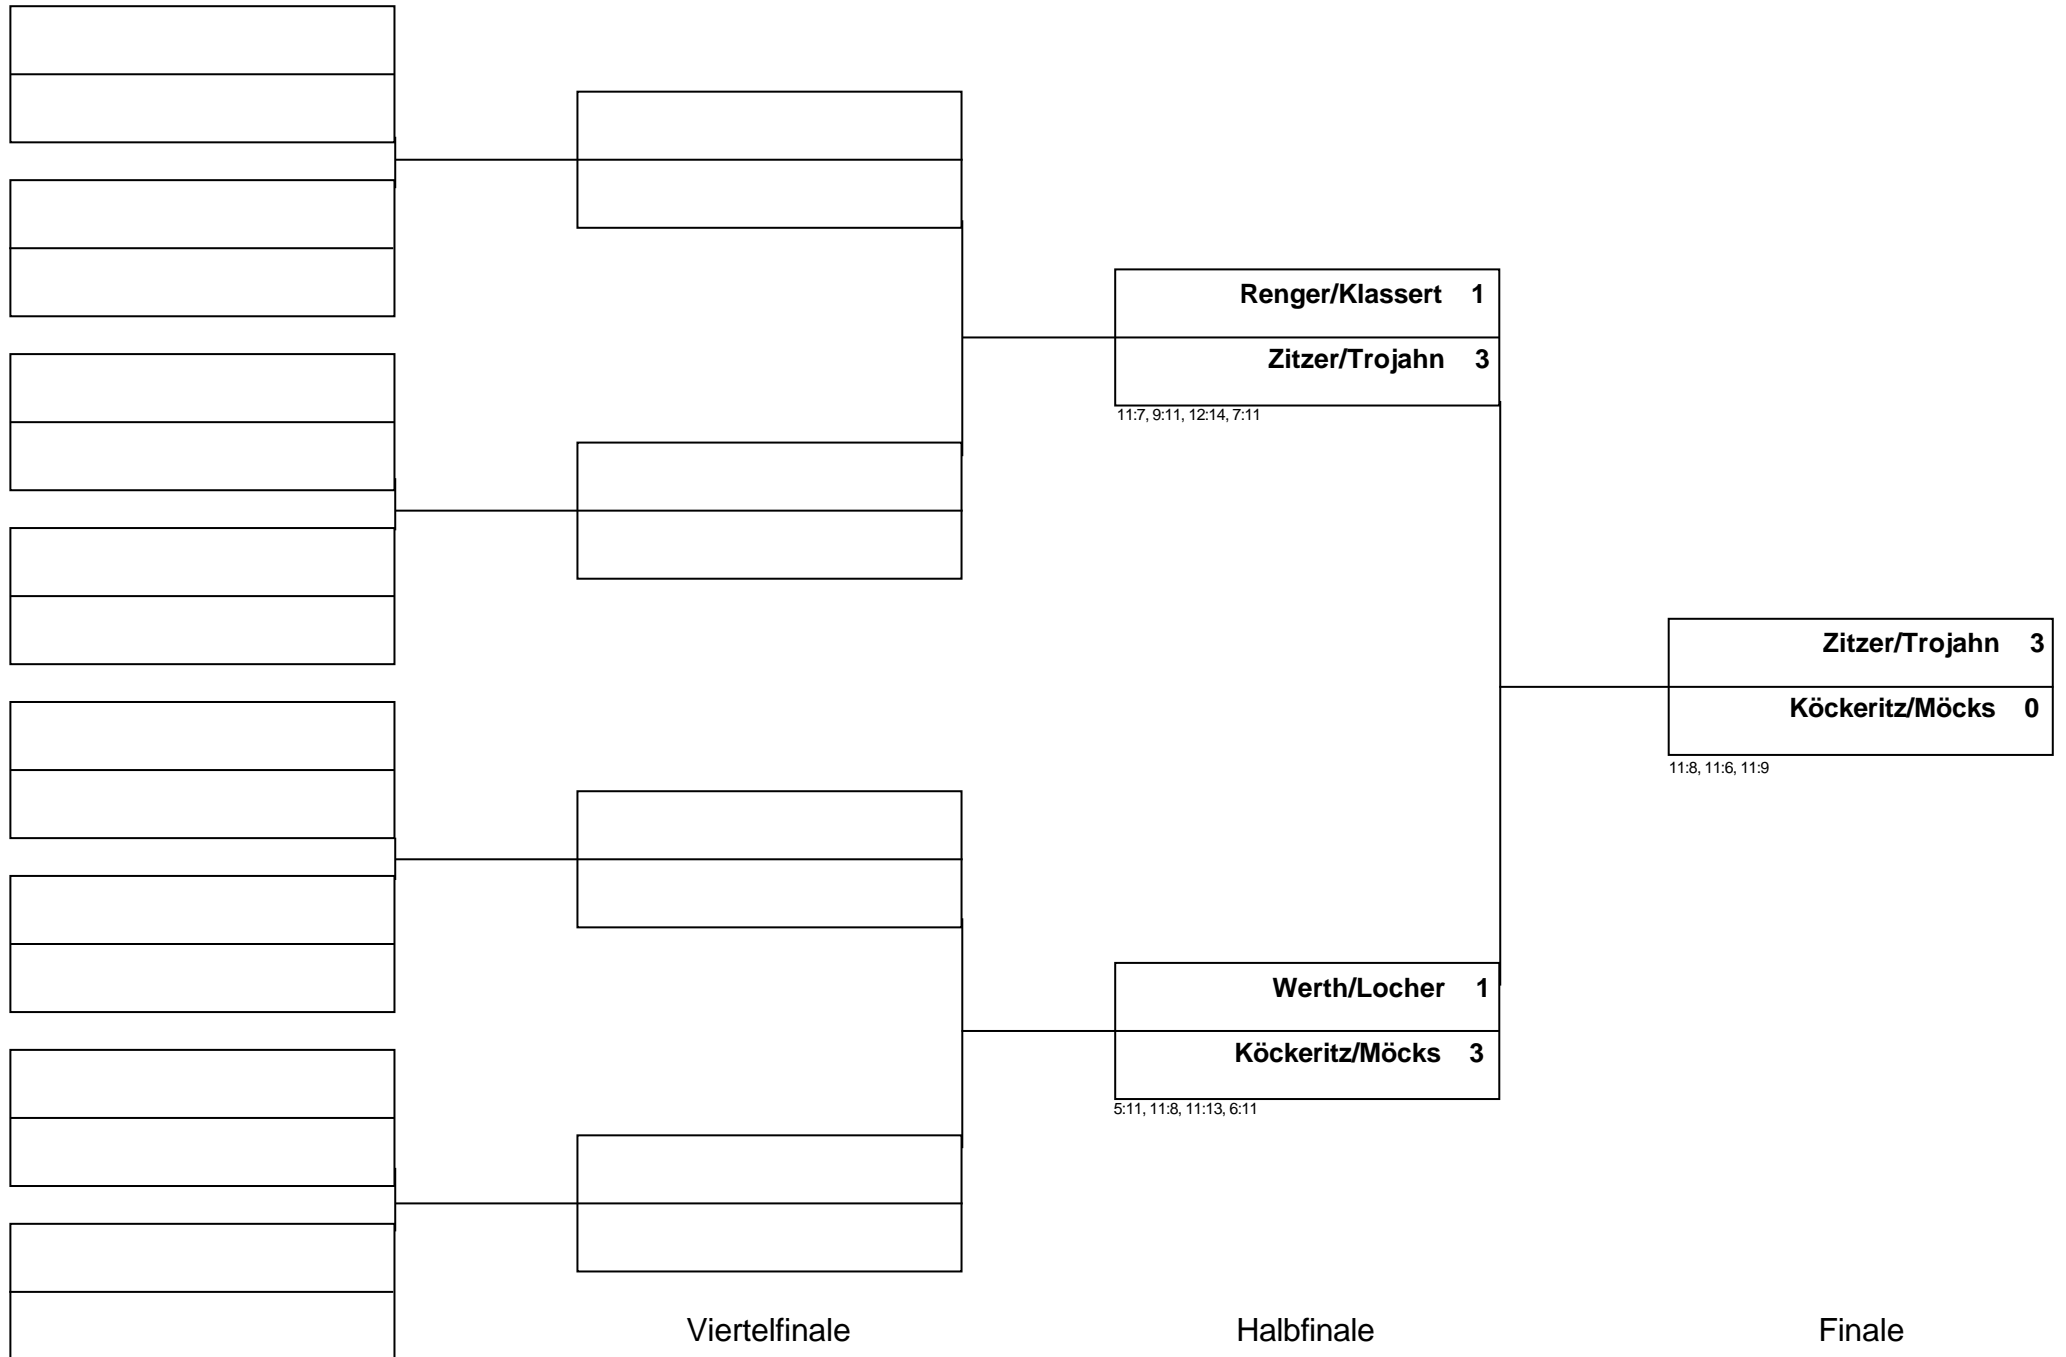 Renger/Klassert 1
Zitzer/Trojahn 3
11:7, 9:11, 12:14, 7:11
Zitzer/Trojahn 3
Köckeritz/Möcks 0
11:8, 11:6, 11:9
Werth/Locher 1
Köckeritz/Möcks 3
5:11, 11:8, 11:13, 6:11
Viertelfinale Halbfinale Finale